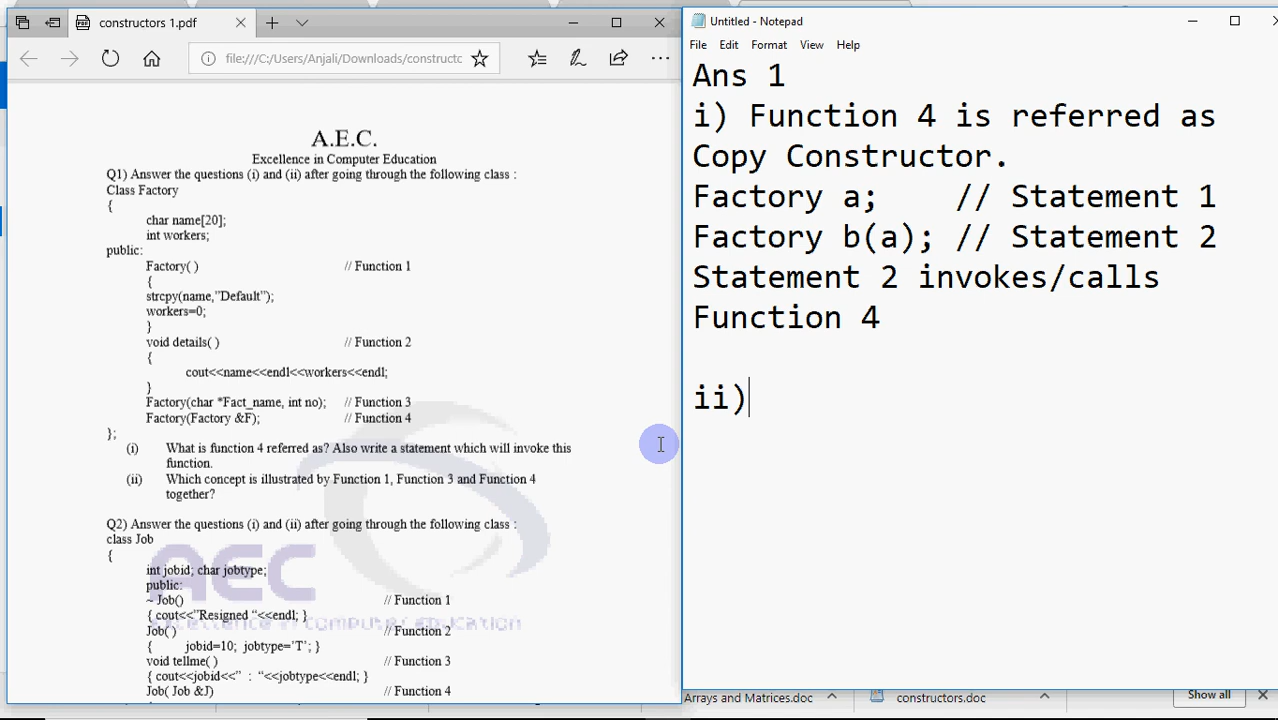 constructors 1.pdf
file:///C:/Users/Anjali/Downloads/constructc
A.E.C.
Excellence in Computer Education
Q1) Answer the questions (i) and (ii) after going through the following class :
Class Factory
{
char name[20];
int workers;
public:
Factory( ) // Function 1
{
strcpy(name,"Default");
workers=0;
}
void details( ) // Function 2
{
cout<<name<<endl<<workers<<endl;
}
Factory(char *Fact_name, int no); // Function 3
Factory(Factory &F); // Function 4
};
(i) What is function 4 referred as? Also write a statement which will invoke this
function.
(ii) Which concept is illustrated by Function 1, Function 3 and Function 4
together?
Q2) Answer the questions (i) and (ii) after going through the following class :
class Job
{
int jobid; char jobtype;
public:
~ Job() // Function 1
{ cout<<"Resigned "<<endl; }
Job( ) // Function 2
{ jobid=10; jobtype='T'; }
void tellme( ) // Function 3
{ cout<<jobid<<" : "<<jobtype<<endl; }
Job( Job &J) // Function 4
AEC
excellence in computer education
Untitled - Notepad
File Edit Format View Help
Ans 1
i) Function 4 is referred as
Copy Constructor.
Factory a; // Statement 1
Factory b(a); // Statement 2
Statement 2 invokes/calls
Function 4
ii)
Arrays and Matrices.doc constructors.doc Show all